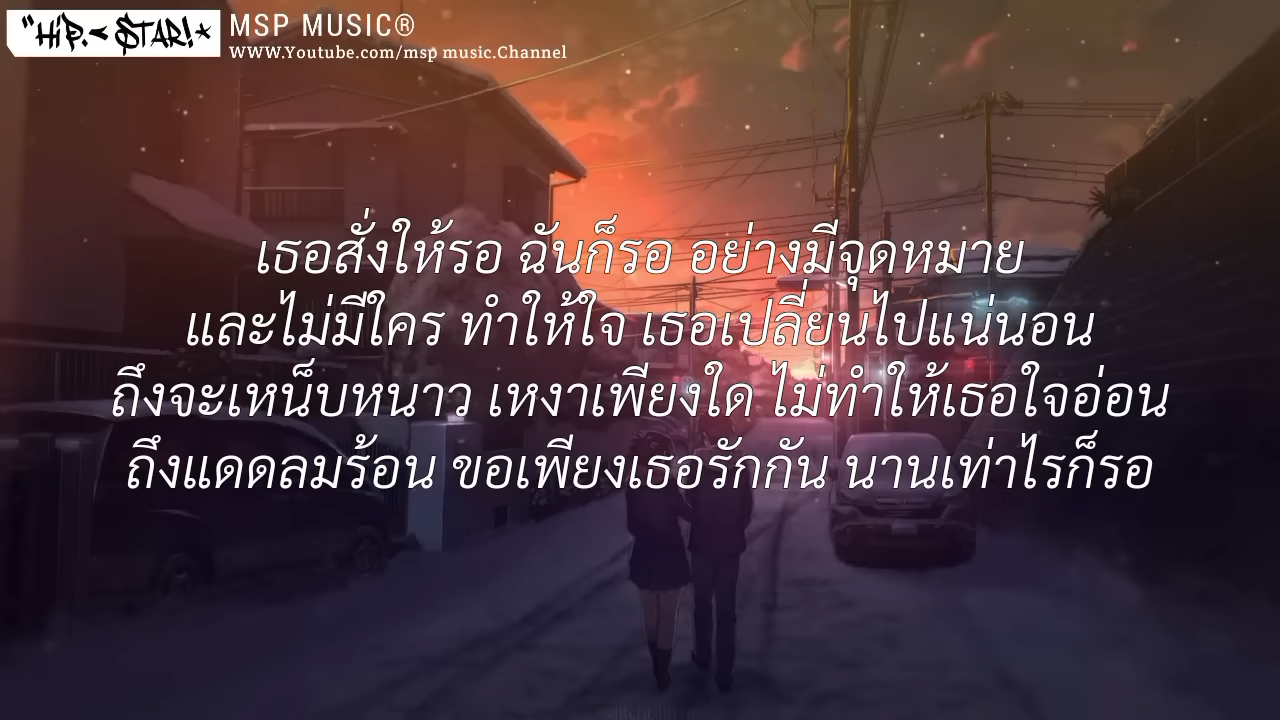 "HiP.-STAR!
MSP MUSIC®
WWW.Youtube.com/msp music.Channel
เธอสั่งให้รอ ฉันก็รอ อย่างมีจุดหมาย
และไม่มีใคร ทำให้ใจ เธอเปลี่ยนไปแน่นอน
ถึงจะเหน็บหนาว เหงาเพียงใด ไม่ทำให้เธอใจอ่อน
ถึงแดดลมร้อน ขอเพียงเธอรักกัน นานเท่าไรก็รอ